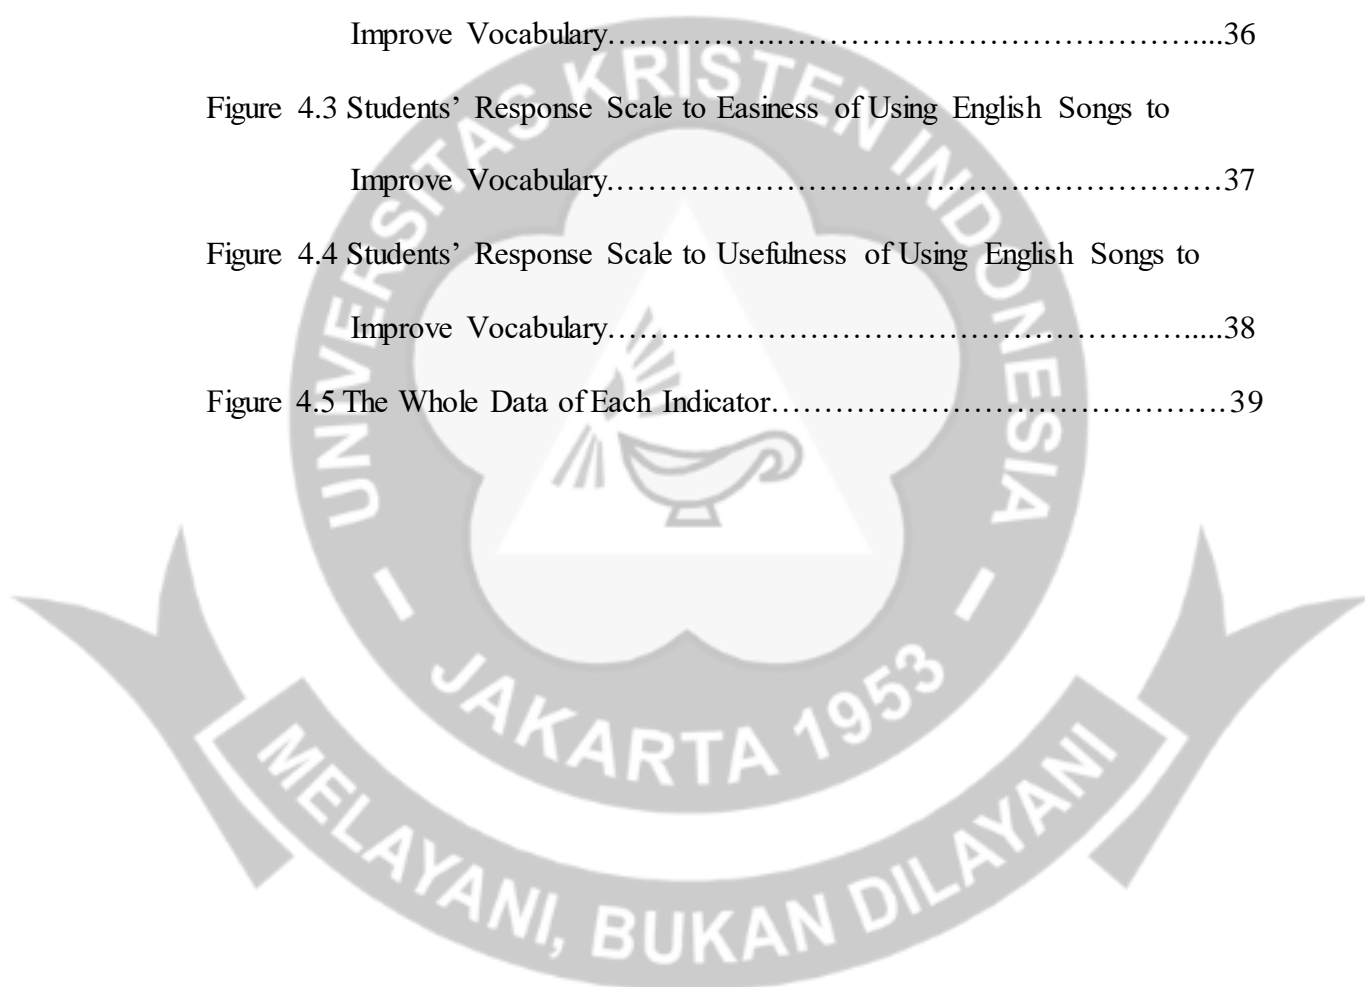 Improve Vocabulary……………..…………………………………………....36
Figure 4.3 Students’ Response Scale to Easiness of Using English Songs to
Improve Vocabulary……………………………………………………………37
Figure 4.4 Students’ Response Scale to Usefulness of Using English Songs to
Improve Vocabulary………………………………………………………….....38
Figure 4.5 The Whole Data of Each Indicator……………………………………39
UNIVERSITAS KRISTEN INDONESIA
JAKARTA 1953
MELAYANI, BUKAN DILAYANI